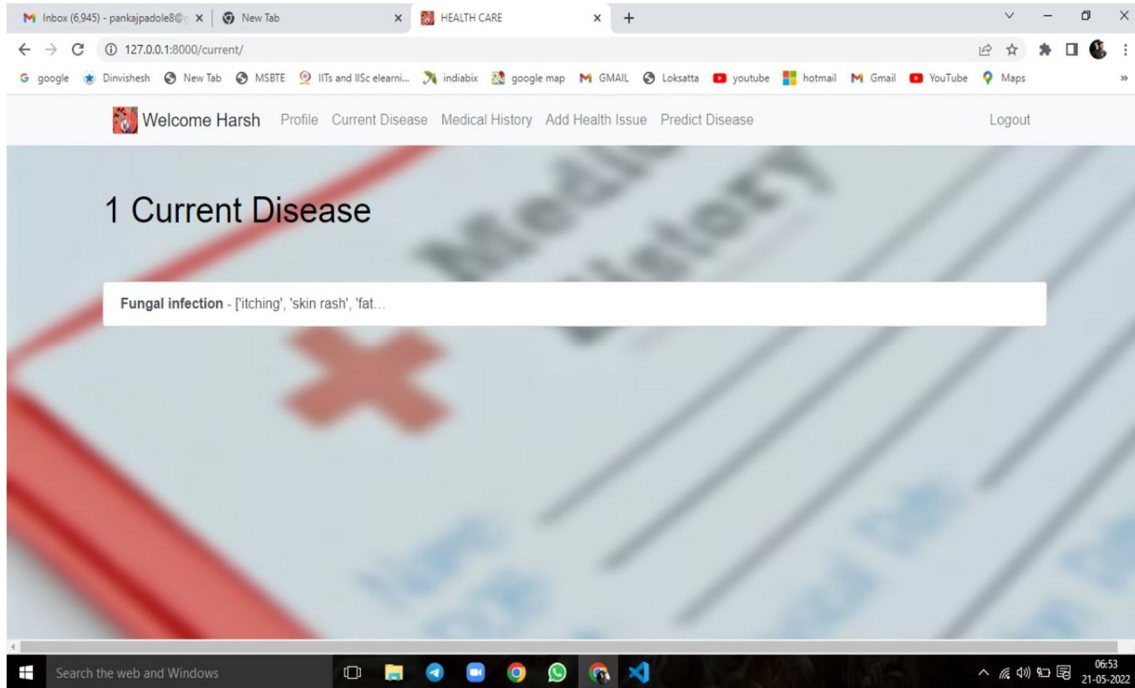 Inbox (6,945) - pankajpadole8@g
New Tab
HEALTH CARE
127.0.0.1:8000/current/
google Dinvishesh New Tab MSBTE IITs and IISc elearni... indiabix google map GMAIL Loksatta youtube hotmail Gmail YouTube Maps »
Welcome Harsh Profile Current Disease Medical History Add Health Issue Predict Disease Logout
Medical
History
1 Current Disease
Fungal infection - ['itching', 'skin rash', 'fat...
Search the web and Windows
06:53
21-05-2022